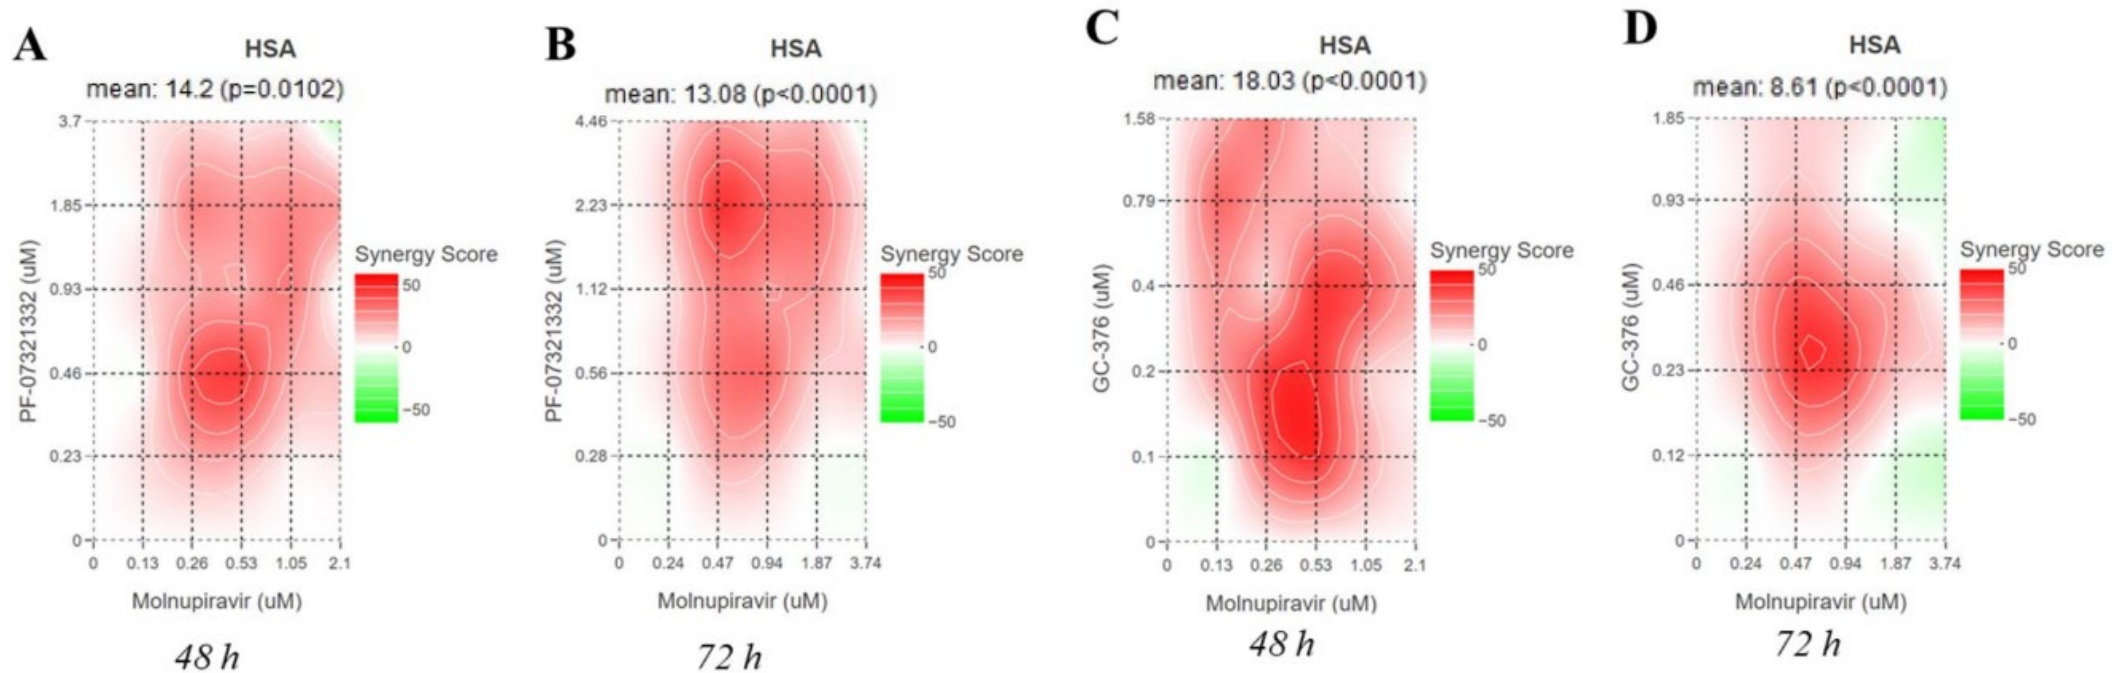 A
HSA
mean: 14.2 (p=0.0102)
3.7
1.85
0.93
0.46
0.23
0
PF-07321332 (uM)
0 0.13 0.26 0.53 1.05 2.1
Molnupiravir (uM)
Synergy Score
50
0
−50
48 h
B
HSA
mean: 13.08 (p<0.0001)
4.46
2.23
1.12
0.56
0.28
0
PF-07321332 (uM)
0 0.24 0.47 0.94 1.87 3.74
Molnupiravir (uM)
Synergy Score
50
0
−50
72 h
C
HSA
mean: 18.03 (p<0.0001)
1.58
0.79
0.4
0.2
0.1
0
GC-376 (uM)
0 0.13 0.26 0.53 1.05 2.1
Molnupiravir (uM)
Synergy Score
50
0
−50
48 h
D
HSA
mean: 8.61 (p<0.0001)
1.85
0.93
0.46
0.23
0.12
0
GC-376 (uM)
0 0.24 0.47 0.94 1.87 3.74
Molnupiravir (uM)
Synergy Score
50
0
−50
72 h